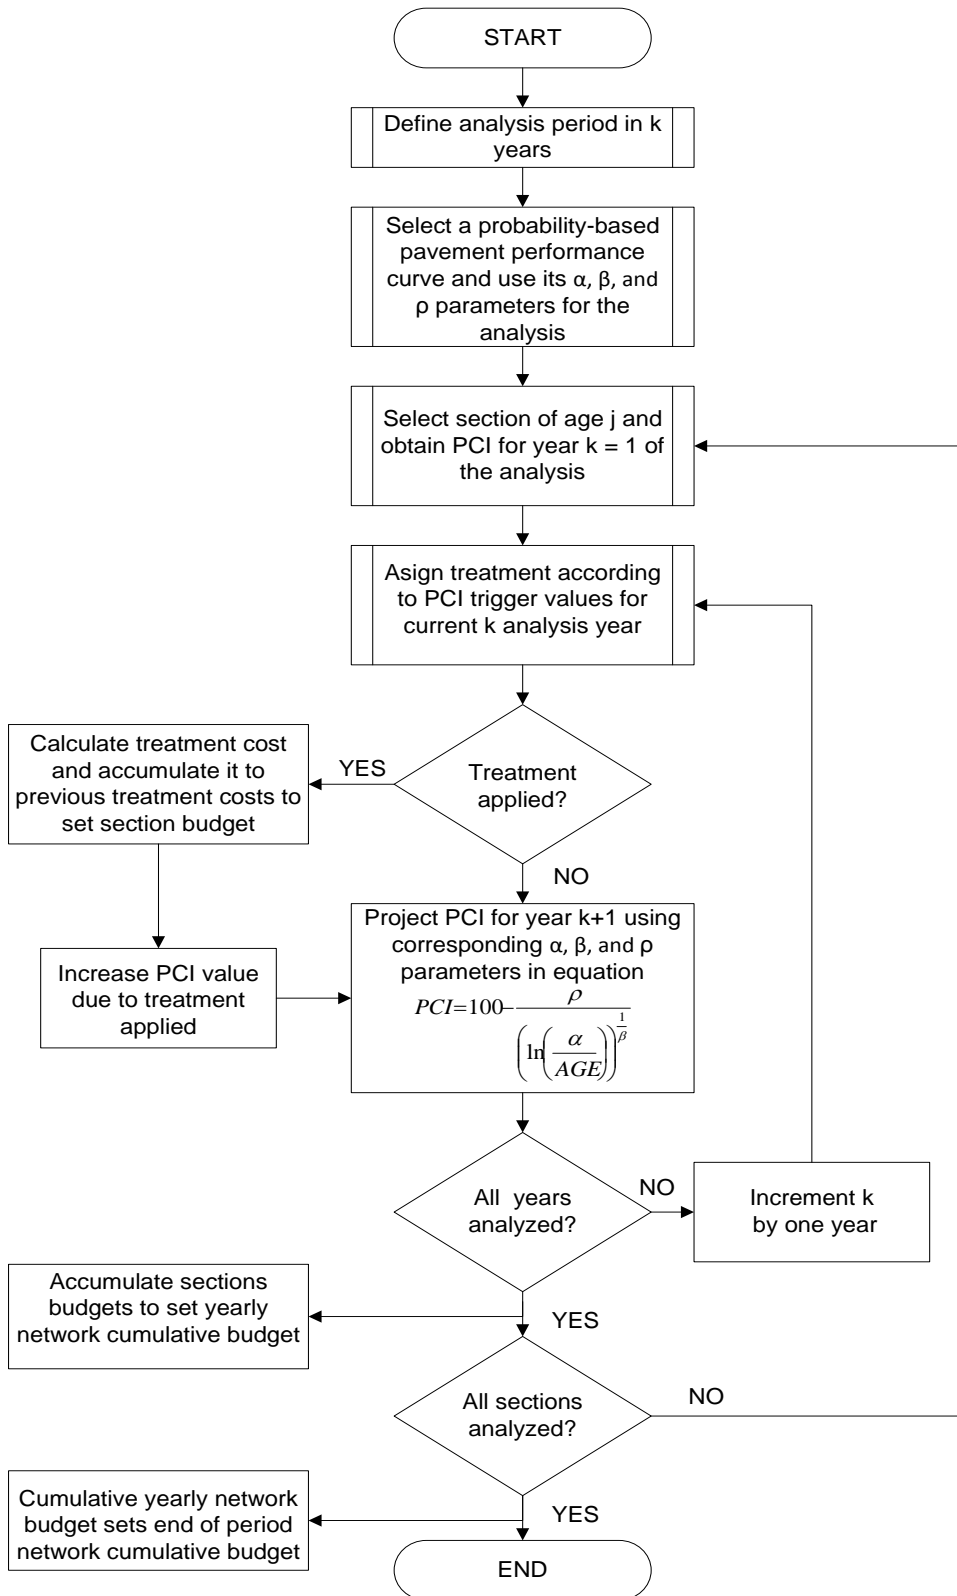 START
Define analysis period in k
years
Select a probability-based
pavement performance
curve and use its α, β, and
ρ parameters for the
analysis
Select section of age j and
obtain PCI for year k = 1 of
the analysis
Asign treatment according
to PCI trigger values for
current k analysis year
Treatment
applied?
YES
Calculate treatment cost
and accumulate it to
previous treatment costs to
set section budget
Increase PCI value
due to treatment
applied
NO
Project PCI for year k+1 using
corresponding α, β, and ρ
parameters in equation
PCI=100-ρ/(ln(α/AGE))^(1/β)
All years
analyzed?
NO
Increment k
by one year
YES
Accumulate sections
budgets to set yearly
network cumulative budget
All sections
analyzed?
NO
YES
Cumulative yearly network
budget sets end of period
network cumulative budget
END